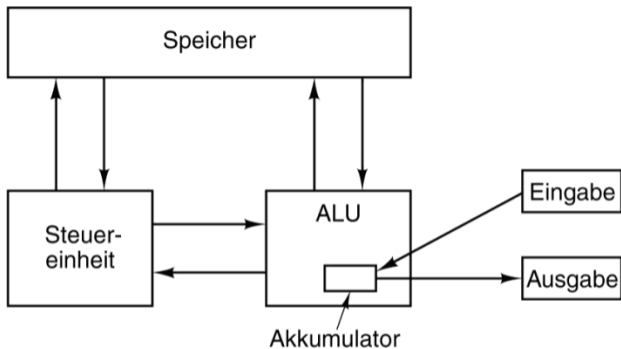 Speicher
Steuer-
einheit
ALU
Eingabe
Ausgabe
Akkumulator